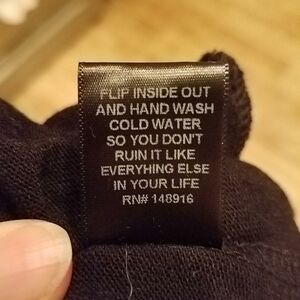 FLIP INSIDE OUT
AND HAND WASH
COLD WATER
SO YOU DON'T
RUIN IT LIKE
EVERYHING ELSE
IN YOUR LIFE
RN# 148916